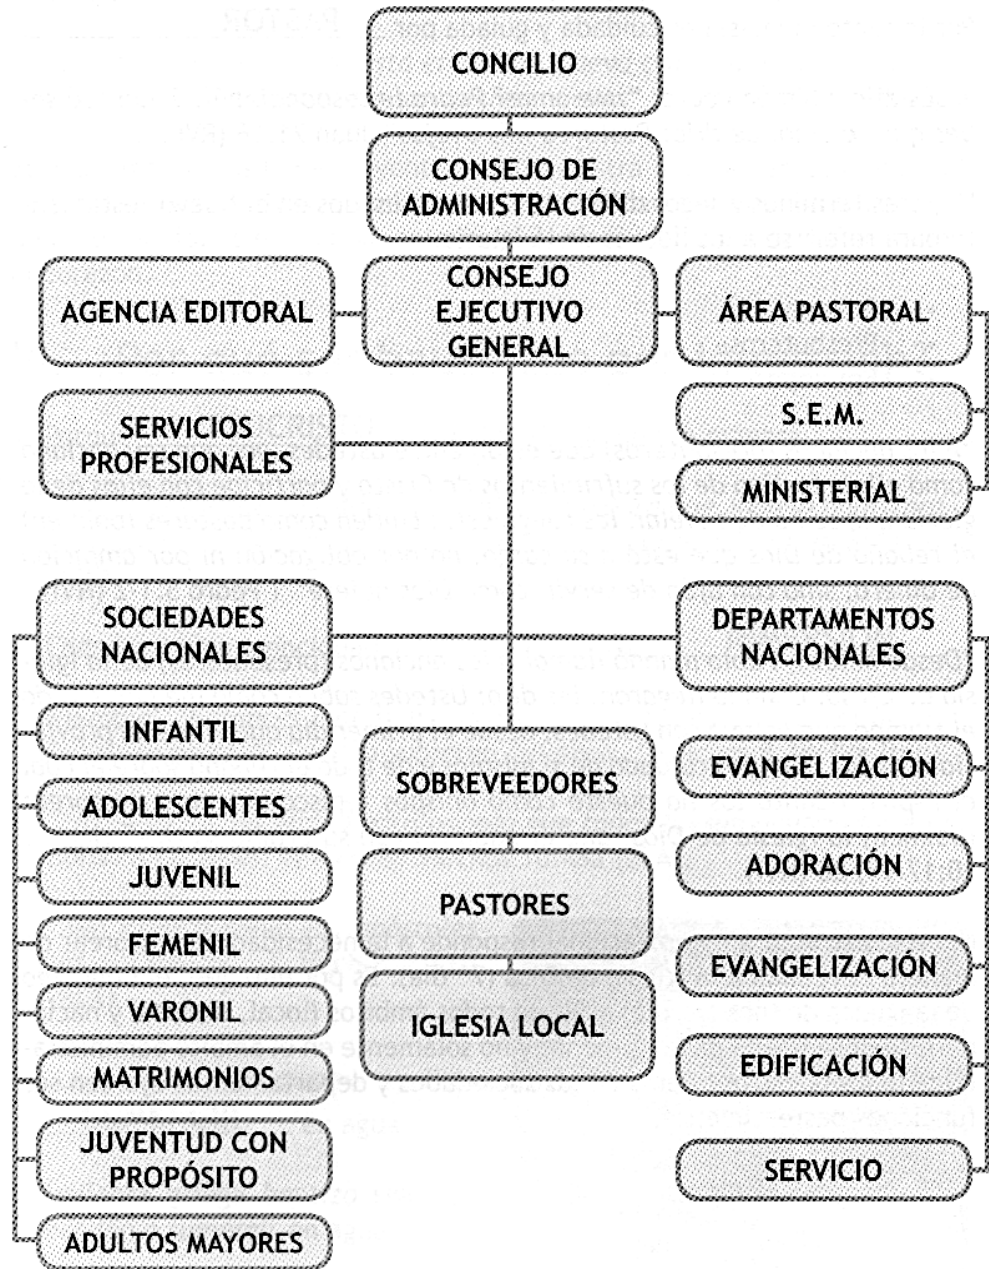 CONCILIO
CONSEJO DE
ADMINISTRACIÓN
AGENCIA EDITORAL
CONSEJO
EJECUTIVO
GENERAL
ÁREA PASTORAL
SERVICIOS
PROFESIONALES
S.E.M.
MINISTERIAL
SOCIEDADES
NACIONALES
INFANTIL
ADOLESCENTES
JUVENIL
FEMENIL
VARONIL
MATRIMONIOS
JUVENTUD CON
PROPÓSITO
ADULTOS MAYORES
SOBREVEEDORES
PASTORES
IGLESIA LOCAL
DEPARTAMENTOS
NACIONALES
EVANGELIZACIÓN
ADORACIÓN
EVANGELIZACIÓN
EDIFICACIÓN
SERVICIO